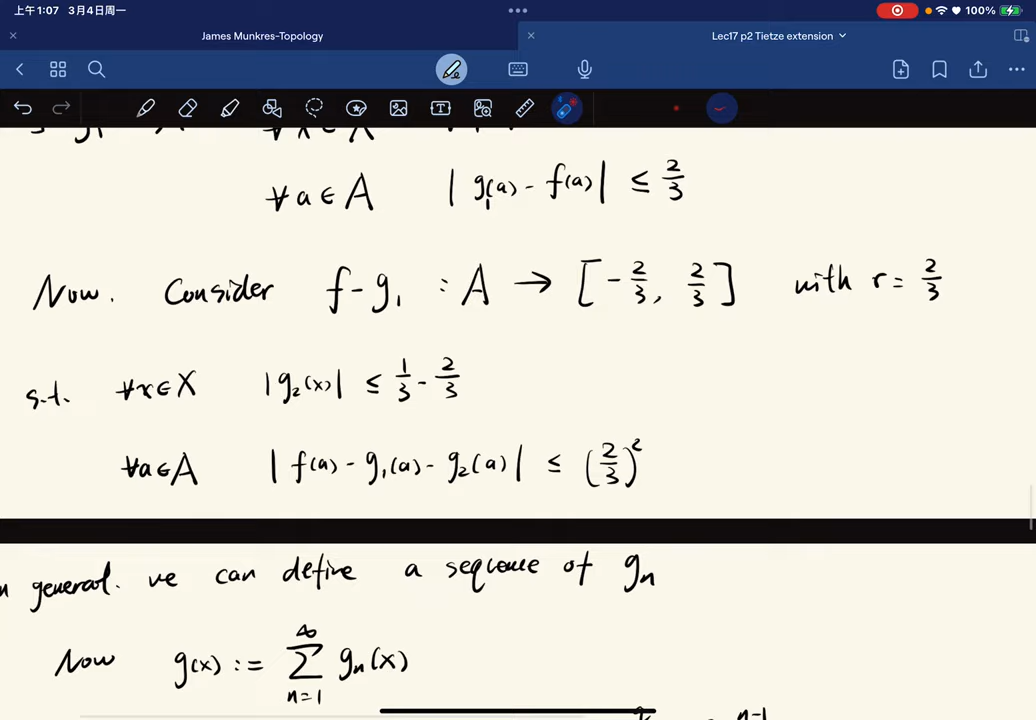 上午1:07 3月4日周一
100%
James Munkres-Topology
Lec17 p2 Tietze extension
∀a ∈ A | g₁(a) - f(a) | ≤ 2/3
Now. Consider f - g₁ : A → [ -2/3, 2/3 ] with r = 2/3
s.t. ∀x ∈ X |g₂(x)| ≤ 1/3 - 2/3
∀a ∈ A | f(a) - g₁(a) - g₂(a) | ≤ (2/3)²
general. we can define a sequence of gₙ
Now g(x) := ∑_{n=1}^{∞} gₙ(x)
n-1